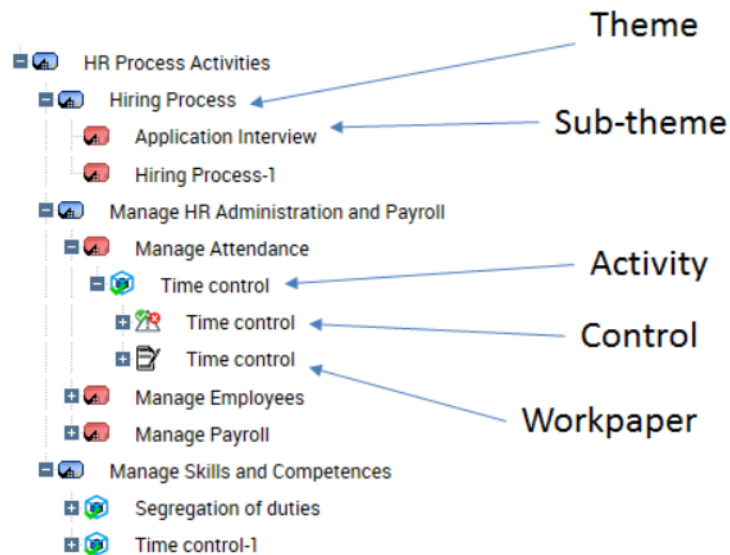 Theme
HR Process Activities
Hiring Process
Sub-theme
Application Interview
Hiring Process-1
Manage HR Administration and Payroll
Manage Attendance
Activity
Time control
Control
Time control
Time control
Workpaper
Manage Employees
Manage Payroll
Manage Skills and Competences
Segregation of duties
Time control-1